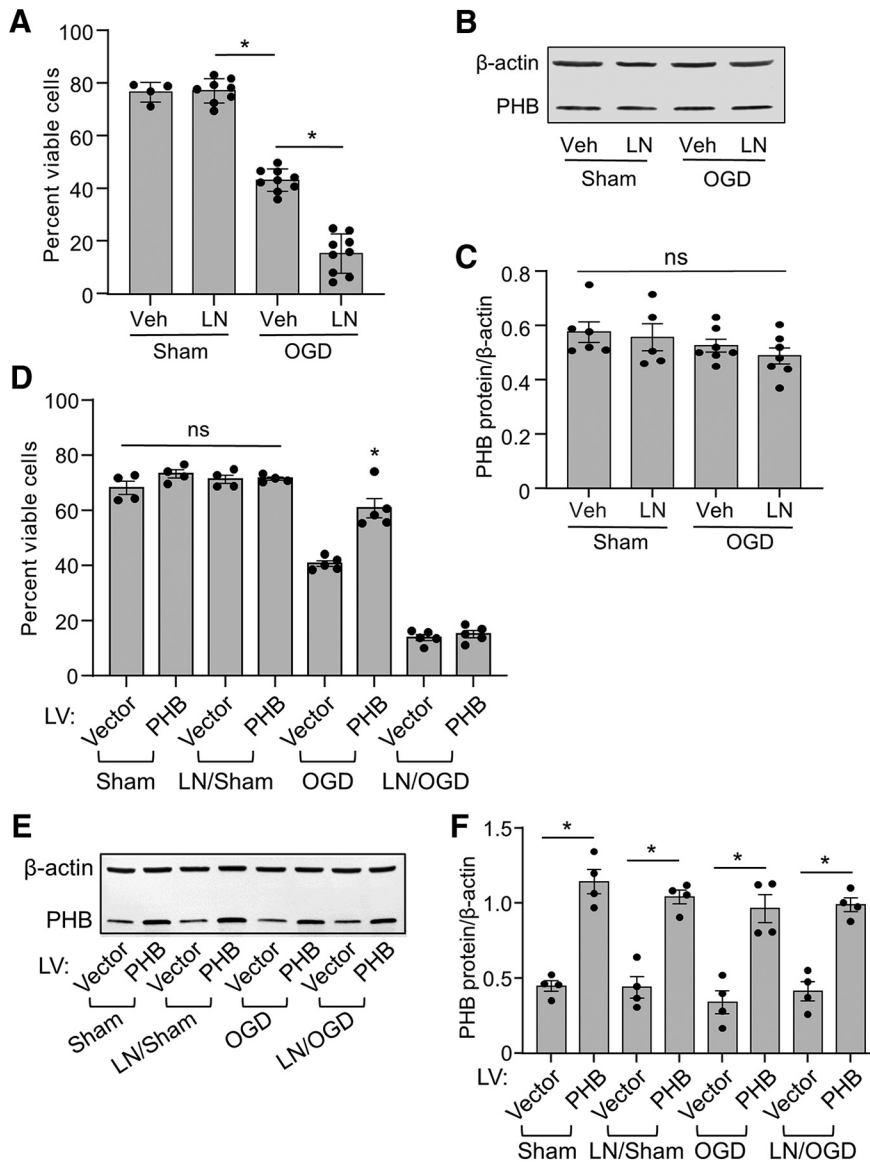 A
Percent viable cells
100
80
60
40
20
0
*
*
Veh LN Veh LN
Sham OGD
B
β-actin
PHB
Veh LN Veh LN
Sham OGD
C
PHB protein/β-actin
0.8
0.6
0.4
0.2
0
ns
Veh LN Veh LN
Sham OGD
D
Percent viable cells
100
80
60
40
20
0
ns
*
LV: Vector PHB Vector PHB Vector PHB Vector PHB
Sham LN/Sham OGD LN/OGD
E
β-actin
PHB
LV: Vector PHB Vector PHB Vector PHB Vector PHB
Sham LN/Sham OGD LN/OGD
F
PHB protein/β-actin
1.5
1.0
0.5
0
* * * *
LV: Vector PHB Vector PHB Vector PHB Vector PHB
Sham LN/Sham OGD LN/OGD